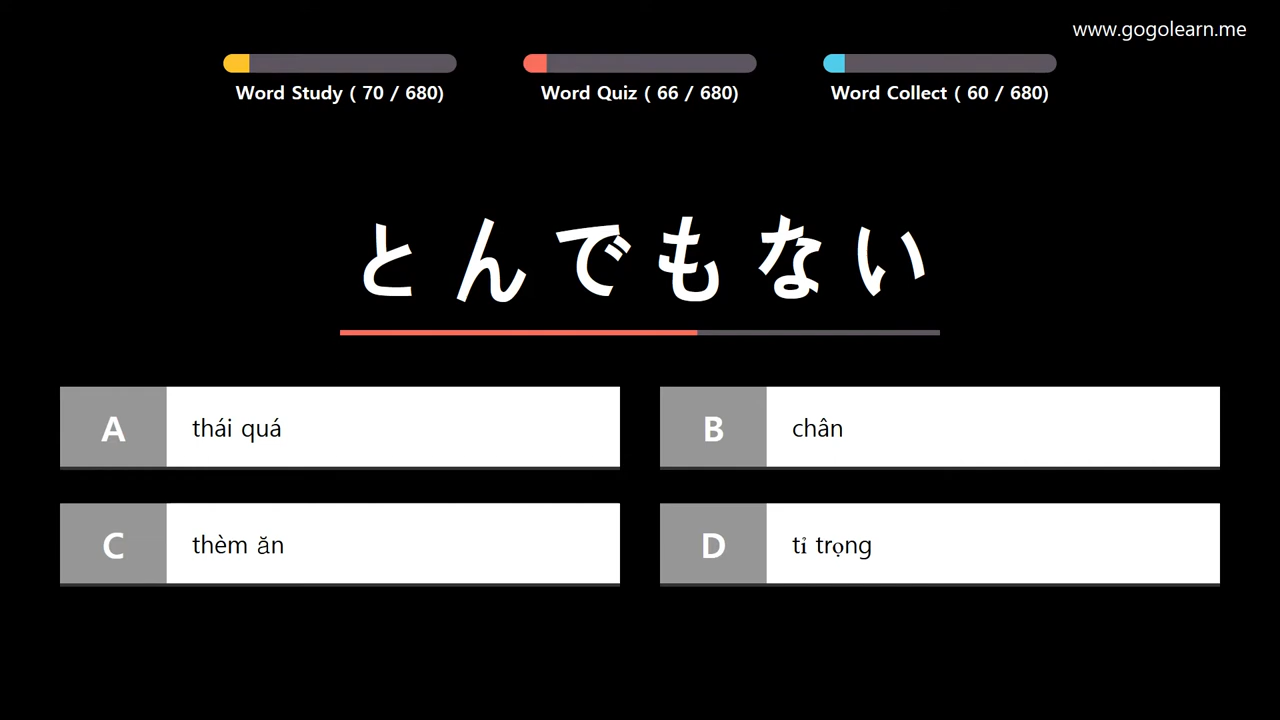 www.gogolearn.me
Word Study ( 70 / 680)
Word Quiz ( 66 / 680)
Word Collect ( 60 / 680)
とんでもない
A thái quá
B chân
C thèm ăn
D tỉ trọng